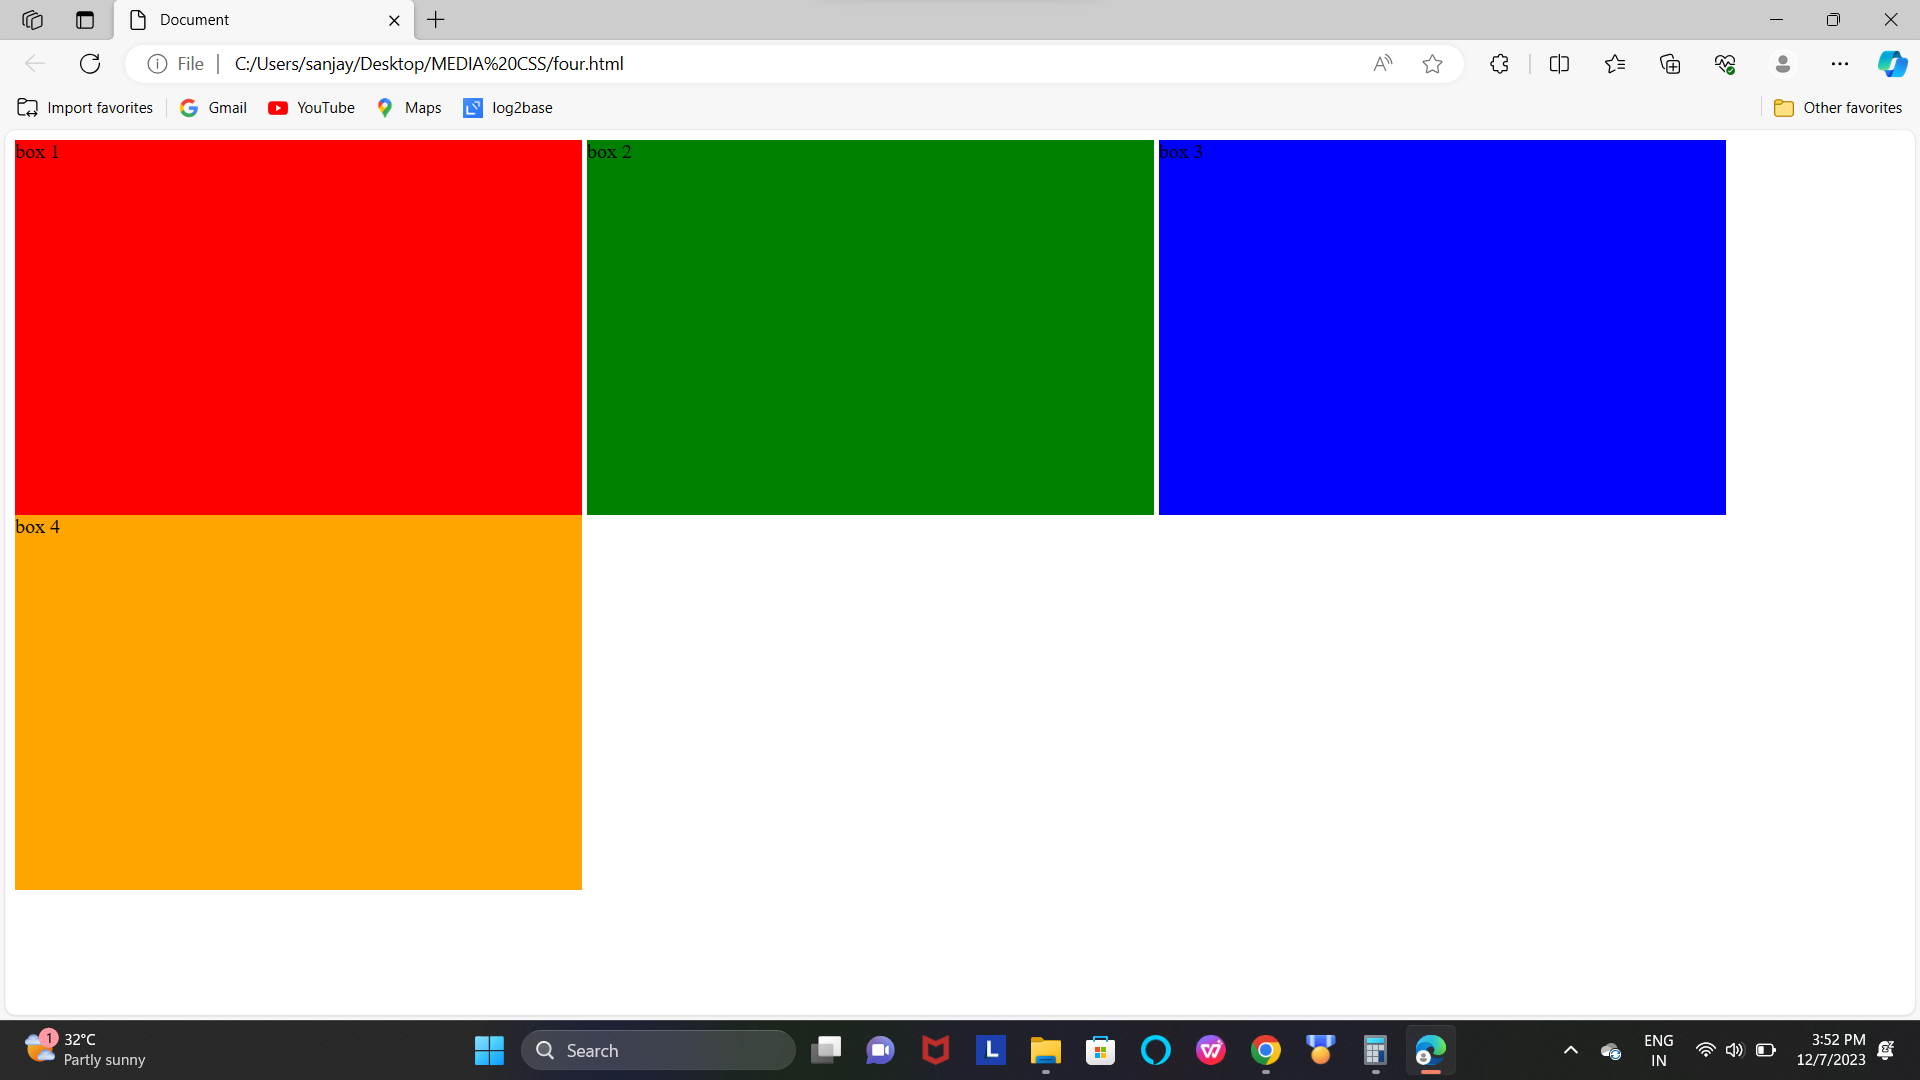 Document
File
C:/Users/sanjay/Desktop/MEDIA%20CSS/four.html
Import favorites
Gmail
YouTube
Maps
log2base
Other favorites
box 1
box 2
box 3
box 4
1
32°C
Partly sunny
Search
L
ENG
IN
3:52 PM
12/7/2023